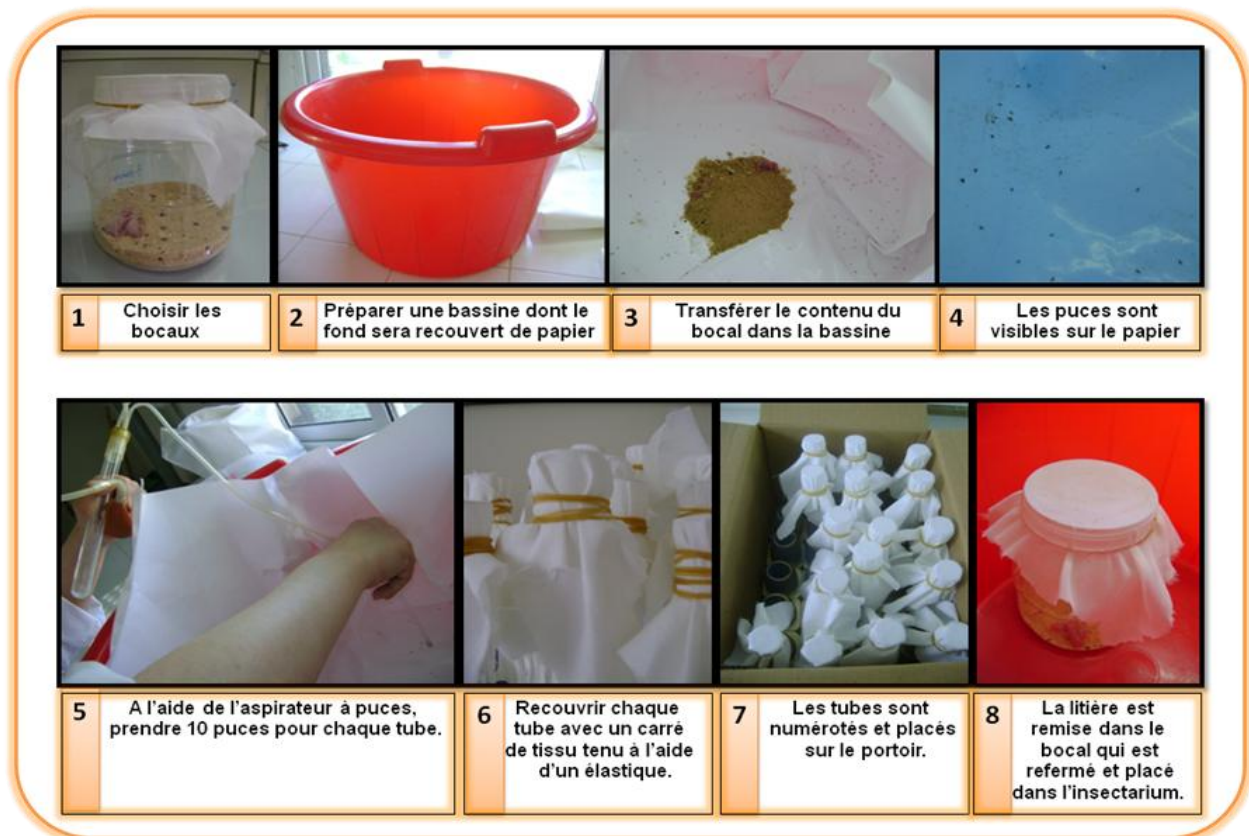 1
Choisir les
bocaux
2
Préparer une bassine dont le
fond sera recouvert de papier
3
Transférer le contenu du
bocal dans la bassine
4
Les puces sont
visibles sur le papier
5
A l'aide de l'aspirateur à puces,
prendre 10 puces pour chaque tube.
6
Recouvrir chaque
tube avec un carré
de tissu tenu à l'aide
d'un élastique.
7
Les tubes sont
numérotés et placés
sur le portoir.
8
La litière est
remise dans le
bocal qui est
refermé et placé
dans l'insectarium.